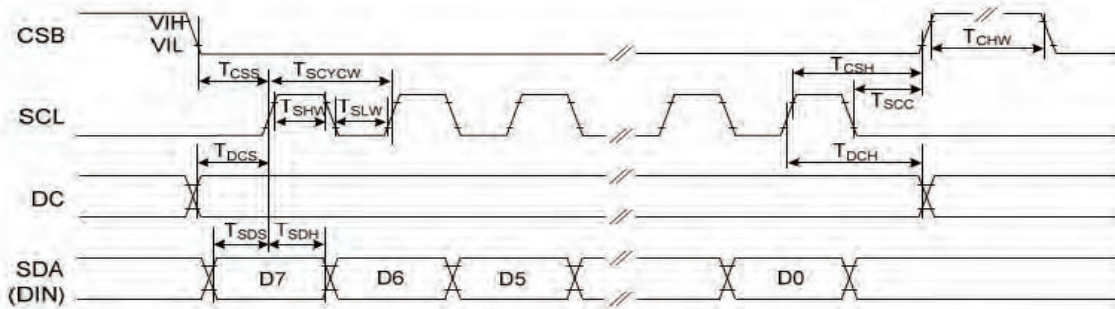 CSB
VIH
VIL
TCHW
TCSS
TSCYCW
TCSH
SCL
TSHW
TSLW
TSCC
TDCS
TDCH
DC
TSDS
TSDH
SDA
(DIN)
D7
D6
D5
D0